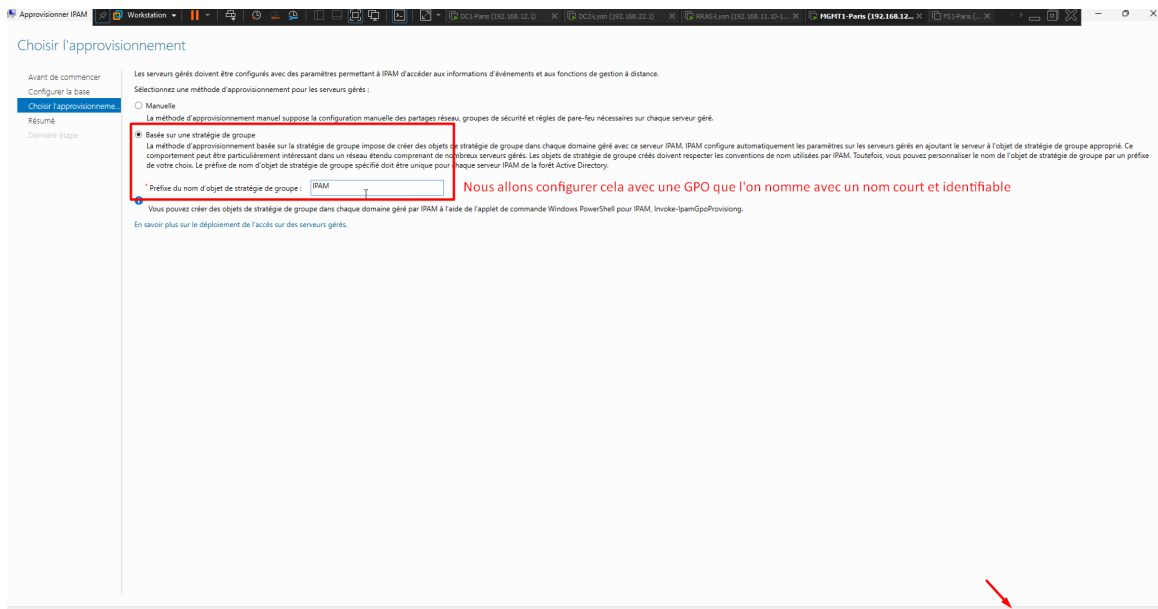 Approvisionner IPAM
Workstation
DC1-Paris (192.168.12.1)
DC2-Lyon (192.168.22.1)
RRAS-Lyon (192.168.11.10-1...
MGMT1-Paris (192.168.12...
FS1-Paris (...
Choisir l'approvisionnement
Avant de commencer
Configurer la base
Choisir l'approvisionneme...
Résumé
Dernière étape
Les serveurs gérés doivent être configurés avec des paramètres permettant à IPAM d'accéder aux informations d'événements et aux fonctions de gestion à distance.
Sélectionnez une méthode d'approvisionnement pour les serveurs gérés :
Manuelle
La méthode d'approvisionnement manuel suppose la configuration manuelle des partages réseau, groupes de sécurité et règles de pare-feu nécessaires sur chaque serveur géré.
Basée sur une stratégie de groupe
La méthode d'approvisionnement basée sur la stratégie de groupe impose de créer des objets de stratégie de groupe dans chaque domaine géré avec ce serveur IPAM. IPAM configure automatiquement les paramètres sur les serveurs gérés en ajoutant le serveur à l'objet de stratégie de groupe approprié. Ce
comportement peut être particulièrement intéressant dans un réseau étendu comprenant de nombreux serveurs gérés. Les objets de stratégie de groupe créés doivent respecter les conventions de nom utilisées par IPAM. Toutefois, vous pouvez personnaliser le nom de l'objet de stratégie de groupe par un préfixe
de votre choix. Le préfixe de nom d'objet de stratégie de groupe spécifié doit être unique pour chaque serveur IPAM de la forêt Active Directory.
* Préfixe du nom d'objet de stratégie de groupe : IPAM
Nous allons configurer cela avec une GPO que l'on nomme avec un nom court et identifiable
Vous pouvez créer des objets de stratégie de groupe dans chaque domaine géré par IPAM à l'aide de l'applet de commande Windows PowerShell pour IPAM, Invoke-IpamGpoProvisiong.
En savoir plus sur le déploiement de l'accès sur des serveurs gérés.